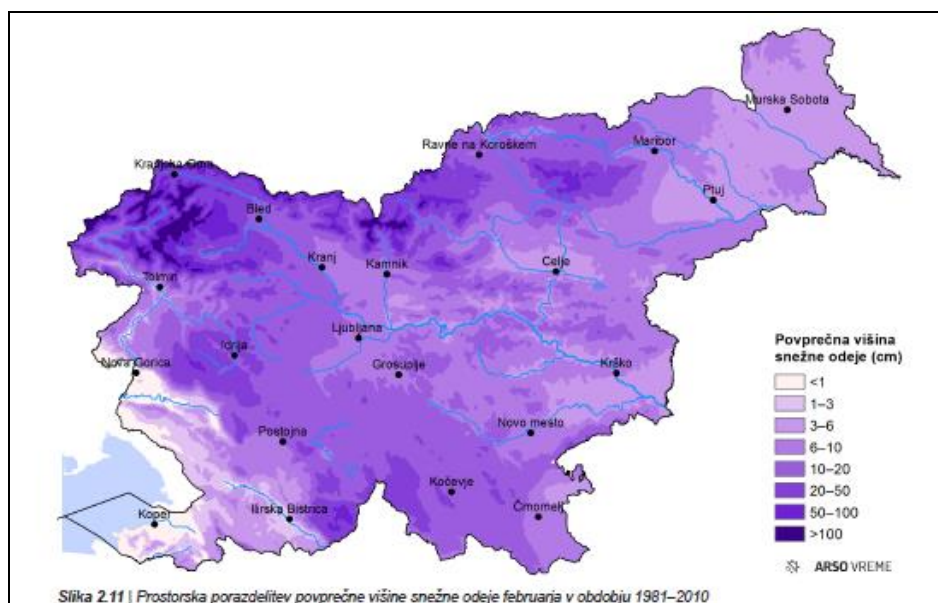 Murska Sobota
Ravne na Koroškem
Maribor
Kranjska Gora
Ptuj
Bled
Kranj
Kamnik
Celje
Tolmin
Ljubljana
Idrija
Nova Gorica
Grosuplje
Krško
Postojna
Novo mesto
Kočevje
Koper
Ilirska Bistrica
Črnomelj
Povprečna višina
snežne odeje (cm)
<1
1–3
3–6
6–10
10–20
20–50
50–100
>100
ARSO VREME
Slika 2.11 | Prostorska porazdelitev povprečne višine snežne odeje februarja v obdobju 1981–2010